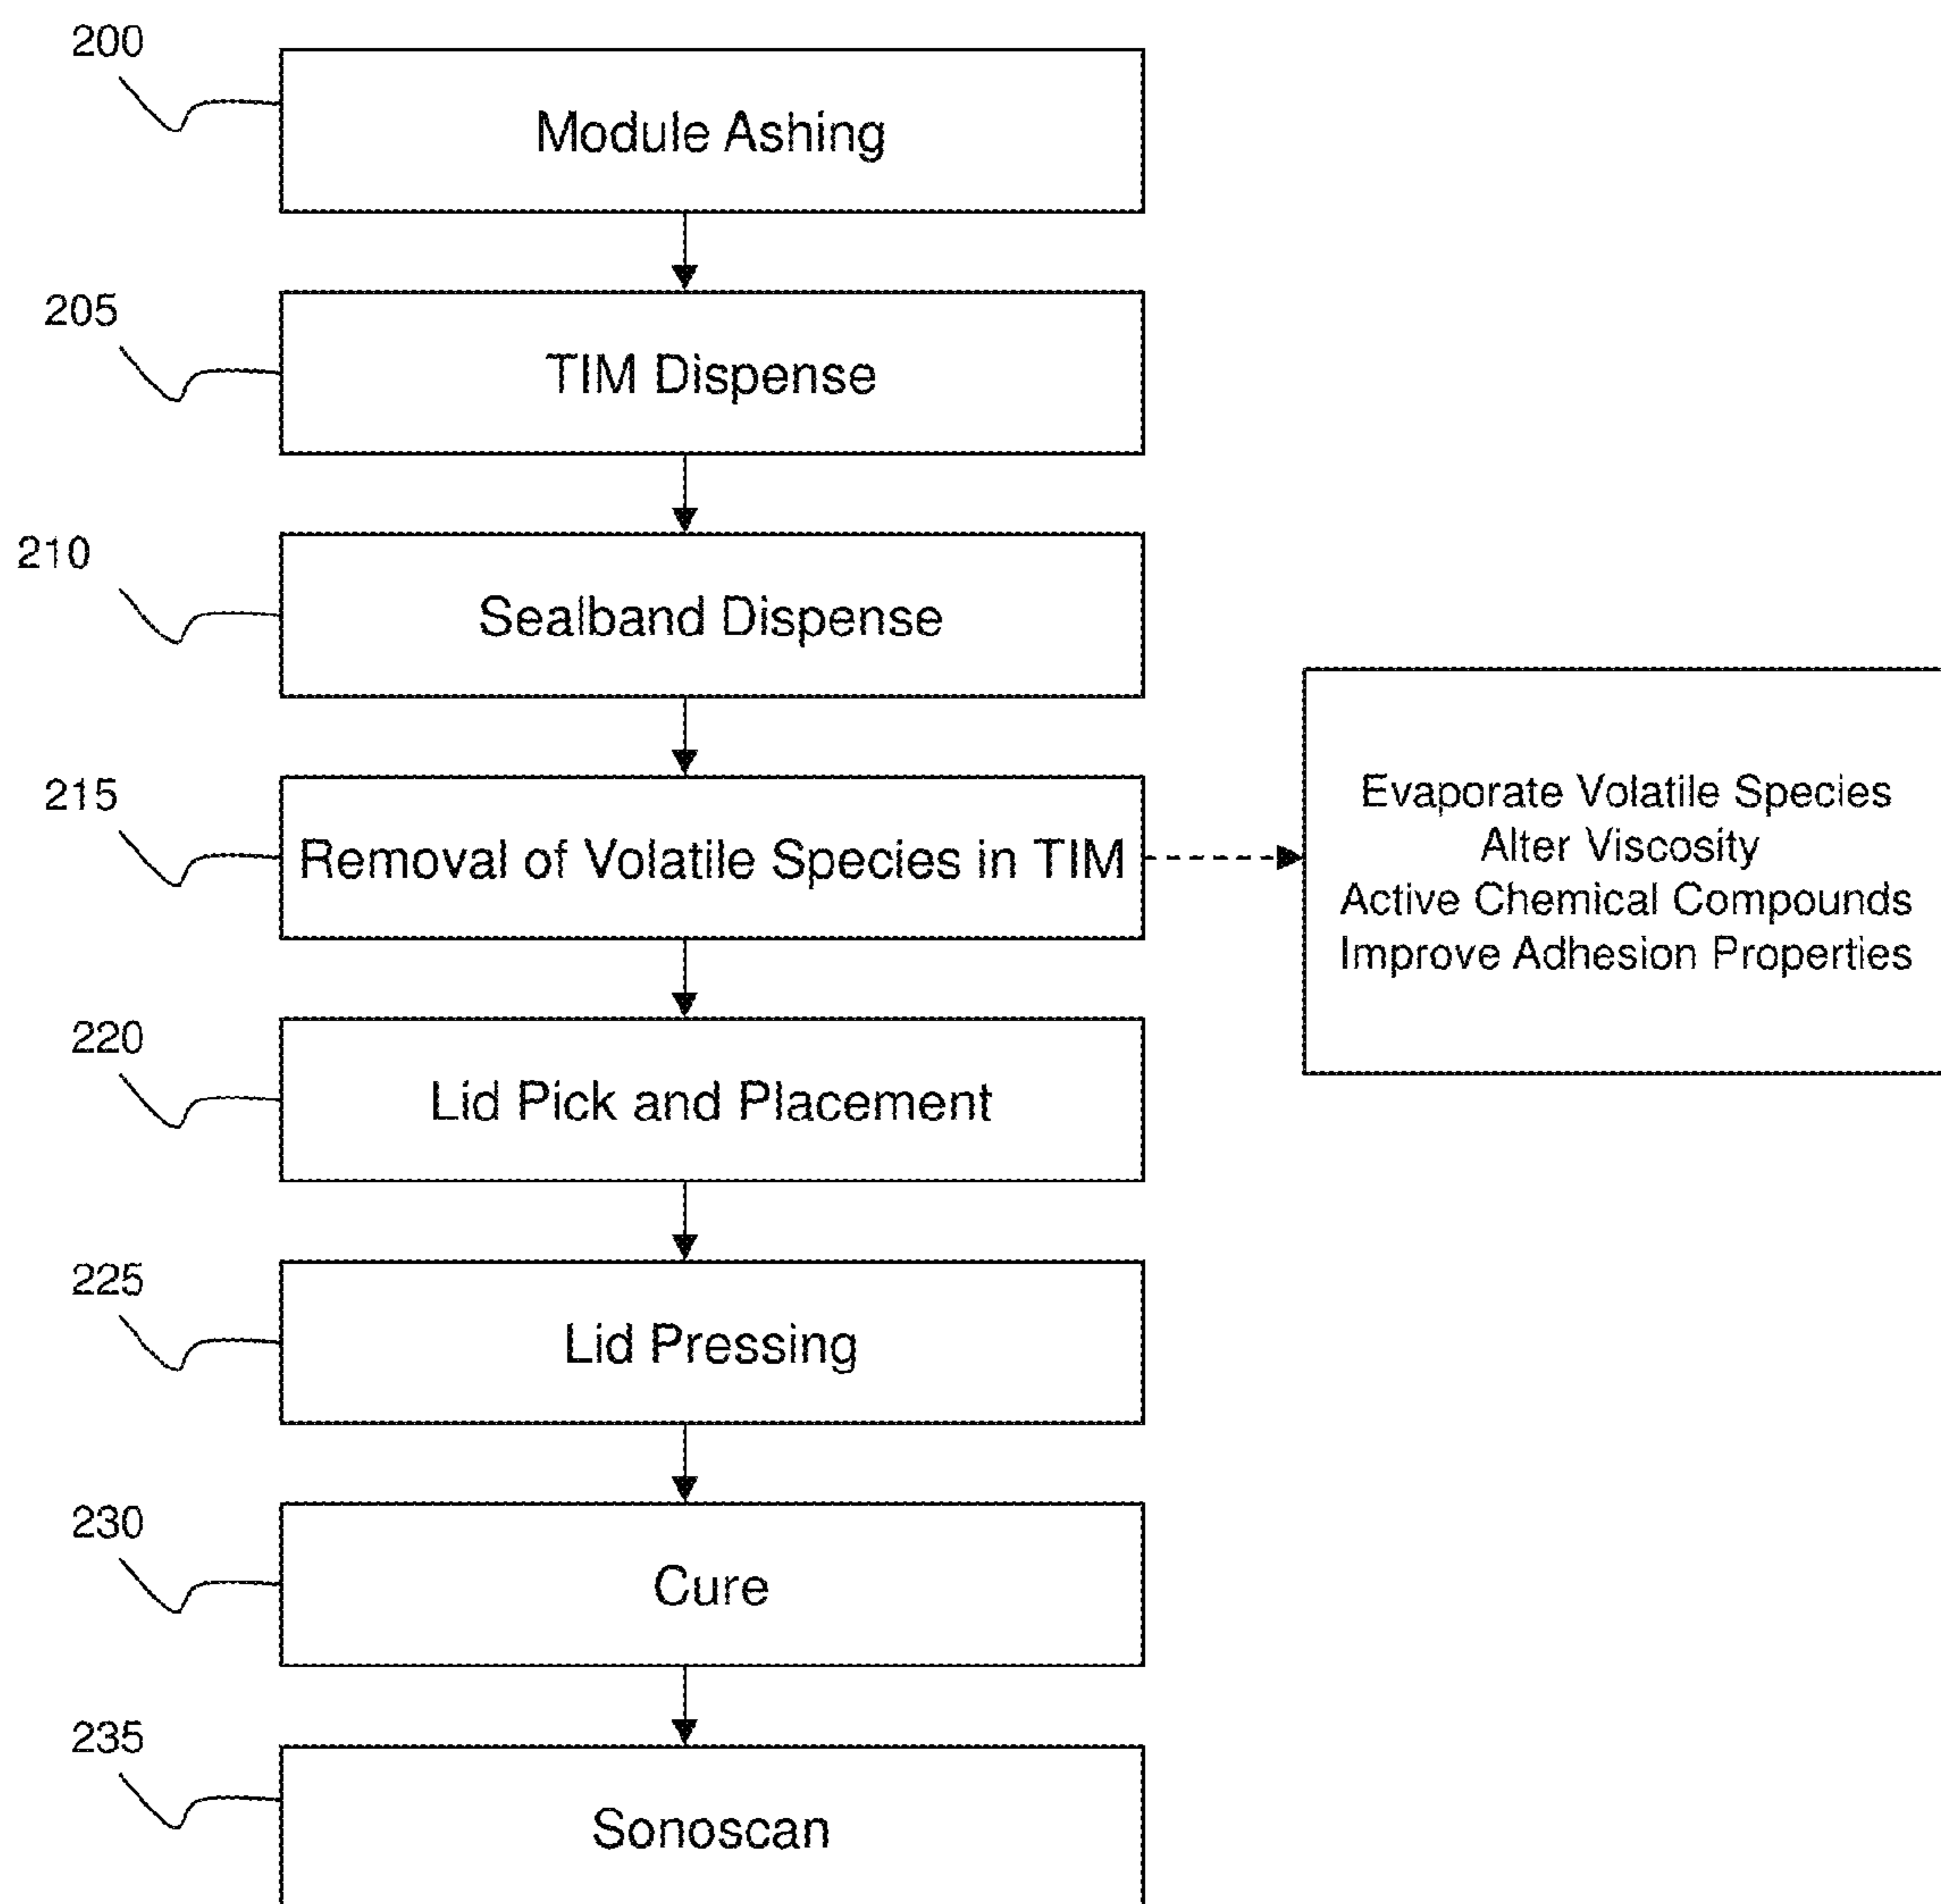 200
Module Ashing
205
TIM Dispense
210
Sealband Dispense
215
Removal of Volatile Species in TIM
Evaporate Volatile Species
Alter Viscosity
Active Chemical Compounds
Improve Adhesion Properties
220
Lid Pick and Placement
225
Lid Pressing
230
Cure
235
Sonoscan